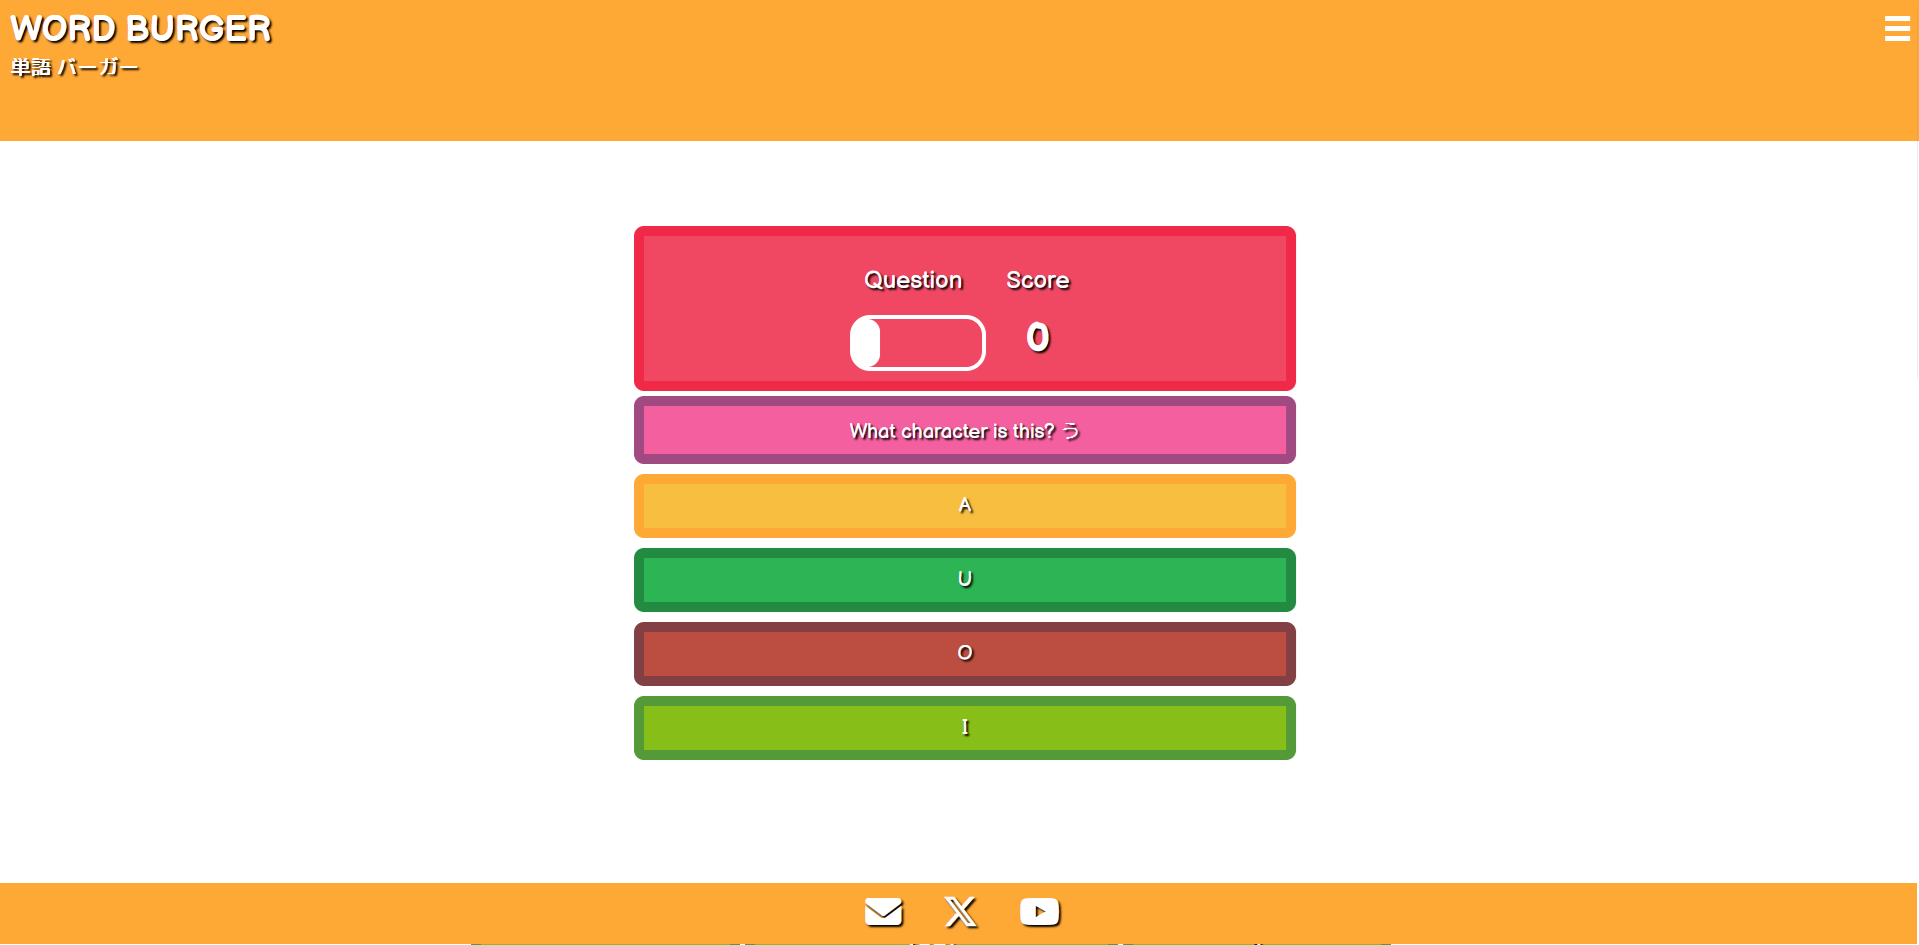 WORD BURGER
単語 バーガー
Question Score
0
What character is this? う
A
U
O
I